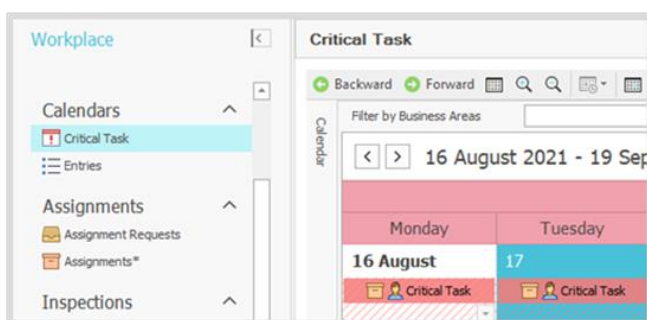 Workplace
Calendars
Critical Task
Entries
Assignments
Assignment Requests
Assignments*
Inspections
Critical Task
Backward Forward
Calendar
Filter by Business Areas
< > 16 August 2021 - 19 Sep
Monday Tuesday
16 August 17
Critical Task Critical Task